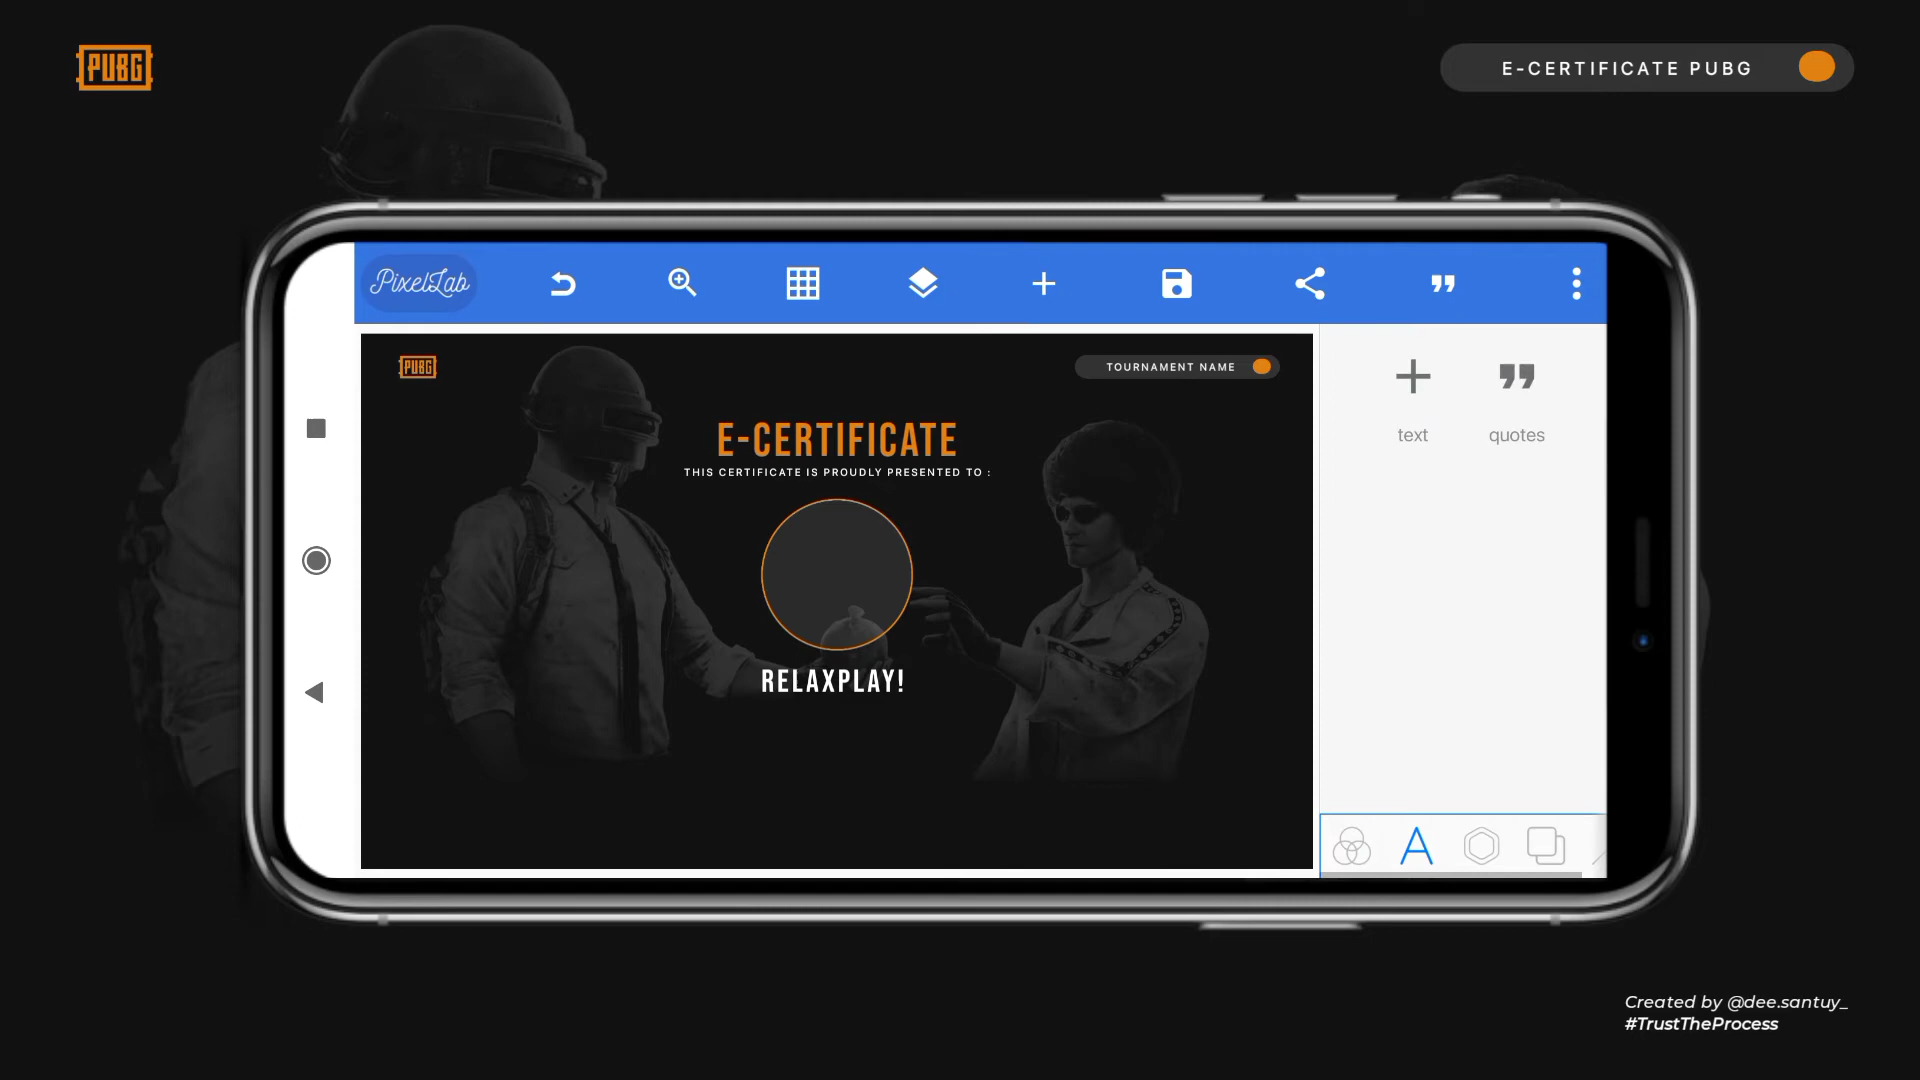 PUBG
E-CERTIFICATE PUBG
PixelLab
PUBG
TOURNAMENT NAME
E-CERTIFICATE
THIS CERTIFICATE IS PROUDLY PRESENTED TO :
RELAXPLAY!
text
quotes
Created by @dee.santuy_
#TrustTheProcess